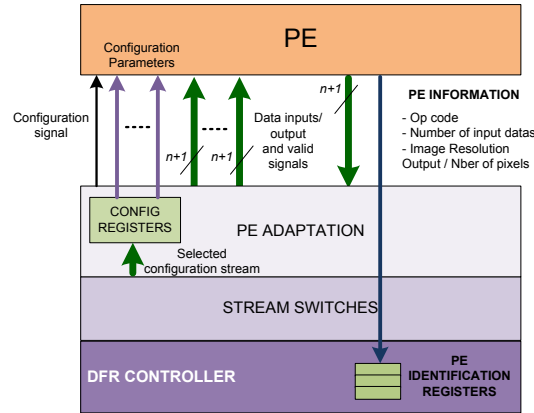 PE
Configuration
Parameters
Configuration
signal
n+1
n+1
Data inputs/
output
and valid
signals
n+1
PE INFORMATION
- Op code
- Number of input datas
- Image Resolution
Output / Nber of pixels
CONFIG
REGISTERS
PE ADAPTATION
Selected
configuration stream
STREAM SWITCHES
DFR CONTROLLER
PE
IDENTIFICATION
REGISTERS